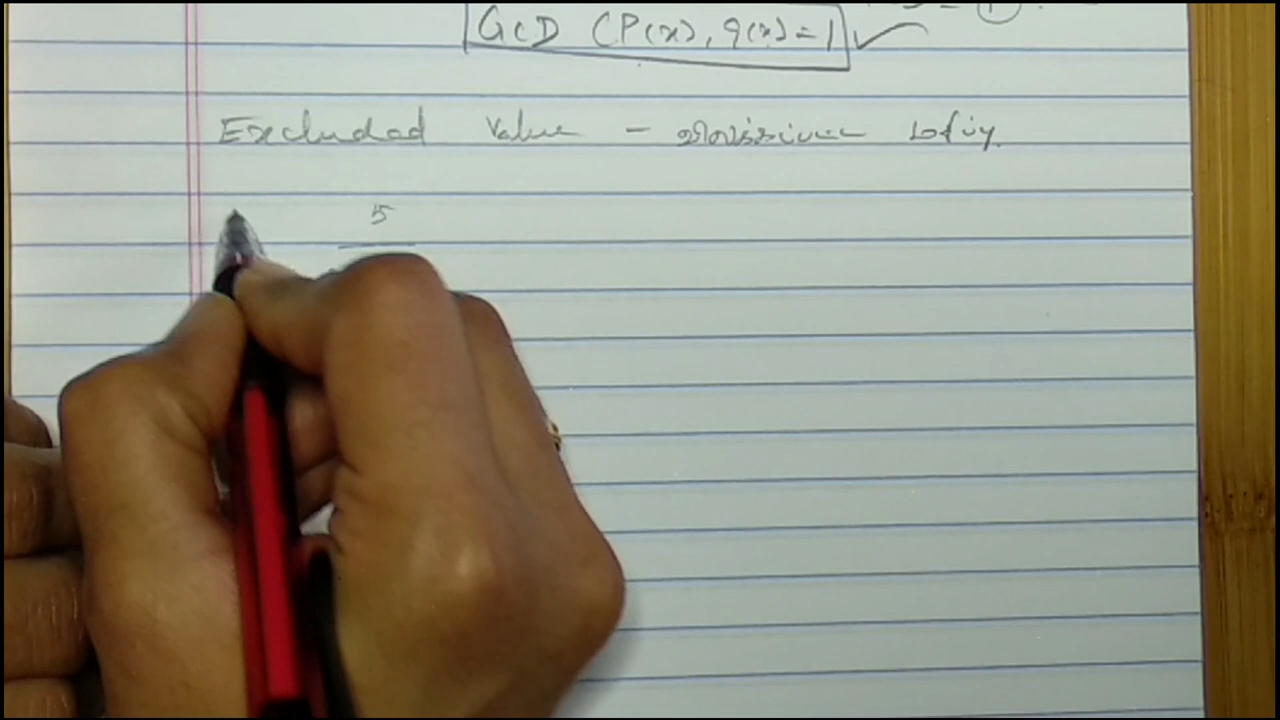 GCD (P(x), q(x) = 1
Excluded Value - விலக்கப்பட்ட மதிப்பு.
5